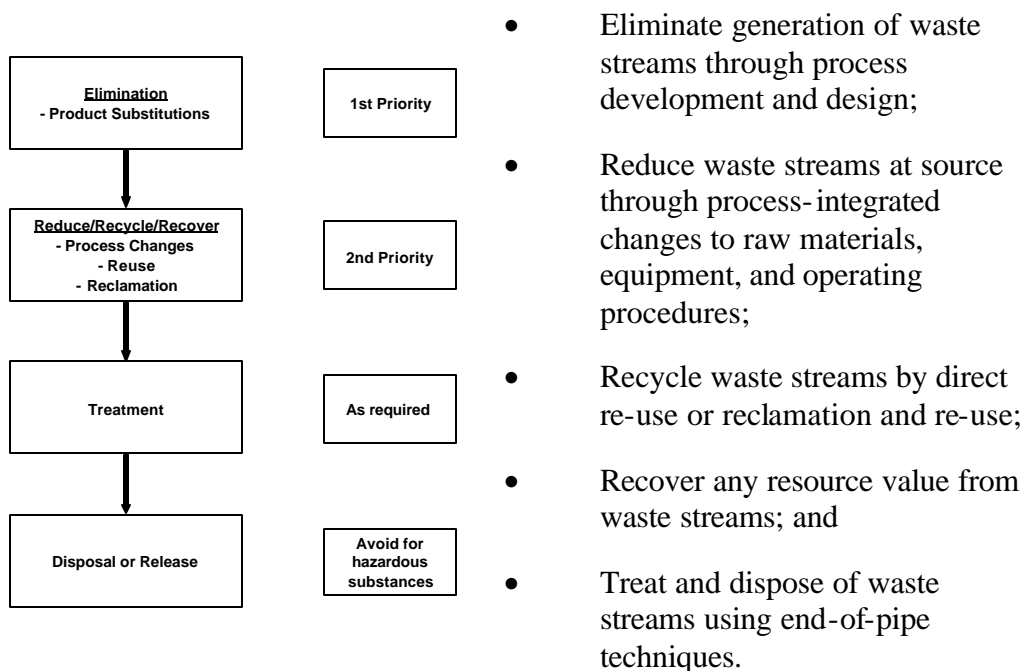 Elimination
- Product Substitutions
1st Priority
Reduce/Recycle/Recover
- Process Changes
- Reuse
- Reclamation
2nd Priority
Treatment
As required
Disposal or Release
Avoid for
hazardous
substances
• Eliminate generation of waste
streams through process
development and design;
• Reduce waste streams at source
through process-integrated
changes to raw materials,
equipment, and operating
procedures;
• Recycle waste streams by direct
re-use or reclamation and re-use;
• Recover any resource value from
waste streams; and
• Treat and dispose of waste
streams using end-of-pipe
techniques.